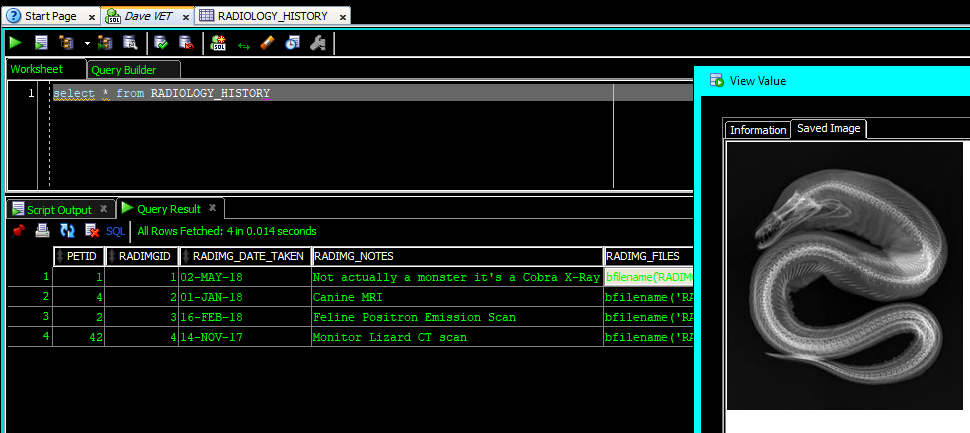 Start Page Dave VET RADIOLOGY_HISTORY
Worksheet Query Builder
1 select * from RADIOLOGY_HISTORY
View Value
Information Saved Image
Script Output Query Result
SQL All Rows Fetched: 4 in 0.014 seconds
PETID RADIMGID RADIMG_DATE_TAKEN RADIMG_NOTES RADIMG_FILES
1 1 1 02-MAY-18 Not actually a monster it's a Cobra X-Ray bfilename('RADIM
2 4 2 01-JAN-18 Canine MRI bfilename('RA
3 2 3 16-FEB-18 Feline Positron Emission Scan bfilename('RA
4 42 4 14-NOV-17 Monitor Lizard CT scan bfilename('RA